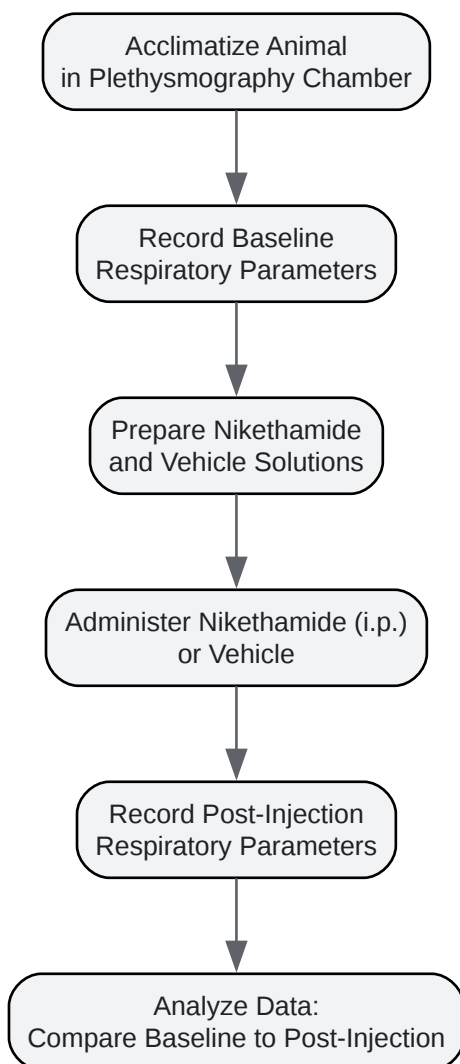 Acclimatize Animal
in Plethysmography Chamber
Record Baseline
Respiratory Parameters
Prepare Nikethamide
and Vehicle Solutions
Administer Nikethamide (i.p.)
or Vehicle
Record Post-Injection
Respiratory Parameters
Analyze Data:
Compare Baseline to Post-Injection